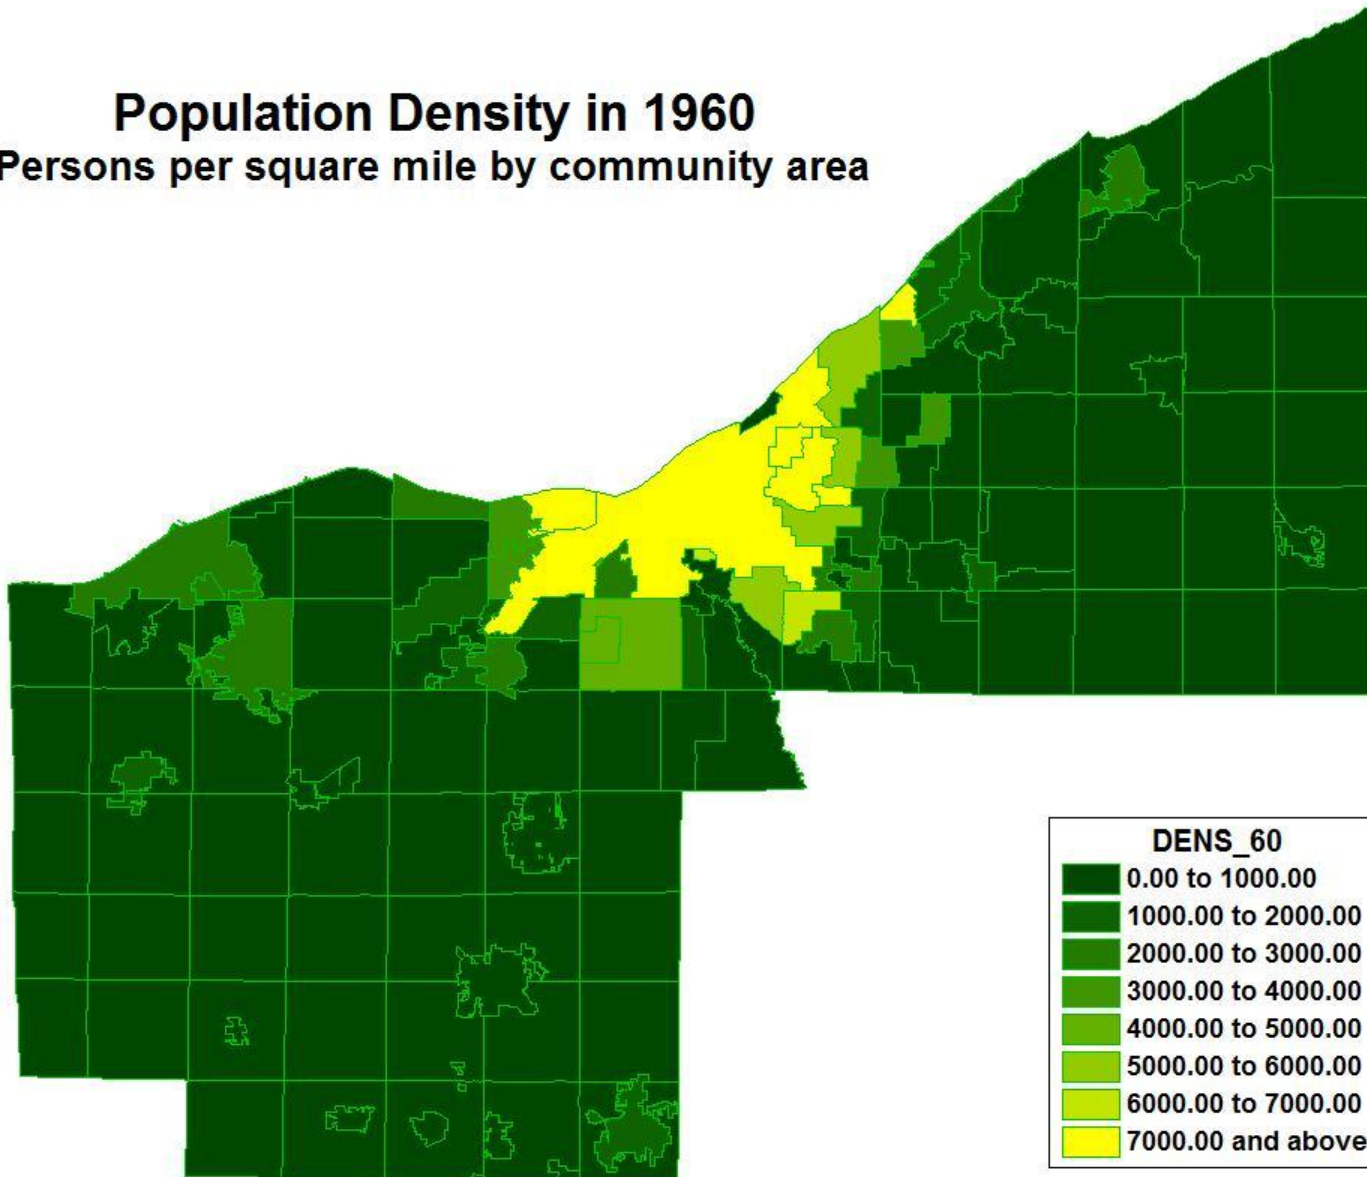 Population Density in 1960
Persons per square mile by community area
DENS_60
0.00 to 1000.00
1000.00 to 2000.00
2000.00 to 3000.00
3000.00 to 4000.00
4000.00 to 5000.00
5000.00 to 6000.00
6000.00 to 7000.00
7000.00 and above